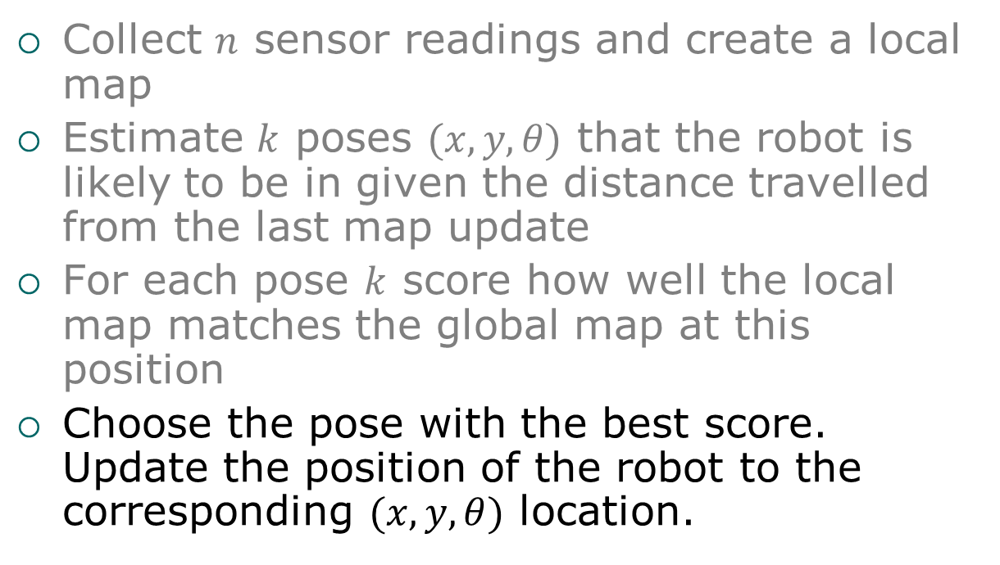 ○ Collect n sensor readings and create a local
map
○ Estimate k poses (x, y, θ) that the robot is
likely to be in given the distance travelled
from the last map update
○ For each pose k score how well the local
map matches the global map at this
position
○ Choose the pose with the best score.
Update the position of the robot to the
corresponding (x, y, θ) location.